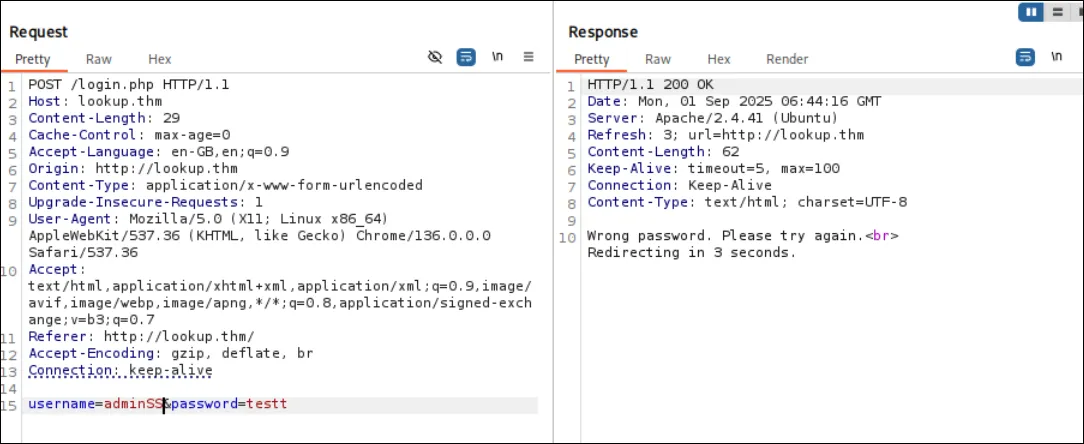 Request
Pretty Raw Hex \n
1 POST /login.php HTTP/1.1
2 Host: lookup.thm
3 Content-Length: 29
4 Cache-Control: max-age=0
5 Accept-Language: en-GB,en;q=0.9
6 Origin: http://lookup.thm
7 Content-Type: application/x-www-form-urlencoded
8 Upgrade-Insecure-Requests: 1
9 User-Agent: Mozilla/5.0 (X11; Linux x86_64)
AppleWebKit/537.36 (KHTML, like Gecko) Chrome/136.0.0.0
Safari/537.36
10 Accept:
text/html,application/xhtml+xml,application/xml;q=0.9,image/
avif,image/webp,image/apng,*/*;q=0.8,application/signed-exch
ange;v=b3;q=0.7
11 Referer: http://lookup.thm/
12 Accept-Encoding: gzip, deflate, br
13 Connection: keep-alive
14
15 username=adminSS&password=testt
Response
Pretty Raw Hex Render \n
1 HTTP/1.1 200 OK
2 Date: Mon, 01 Sep 2025 06:44:16 GMT
3 Server: Apache/2.4.41 (Ubuntu)
4 Refresh: 3; url=http://lookup.thm
5 Content-Length: 62
6 Keep-Alive: timeout=5, max=100
7 Connection: Keep-Alive
8 Content-Type: text/html; charset=UTF-8
9
10 Wrong password. Please try again.<br>
Redirecting in 3 seconds.